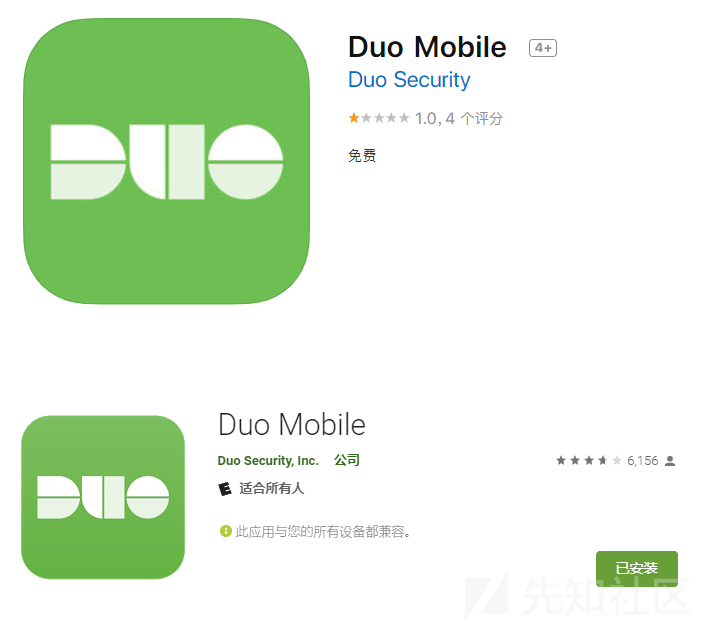 DUO
Duo Mobile 4+
Duo Security
1.0, 4 个评分
免费
DUO
Duo Mobile
Duo Security, Inc. 公司
6,156
E 适合所有人
此应用与您的所有设备都兼容。
已安装
先知社区